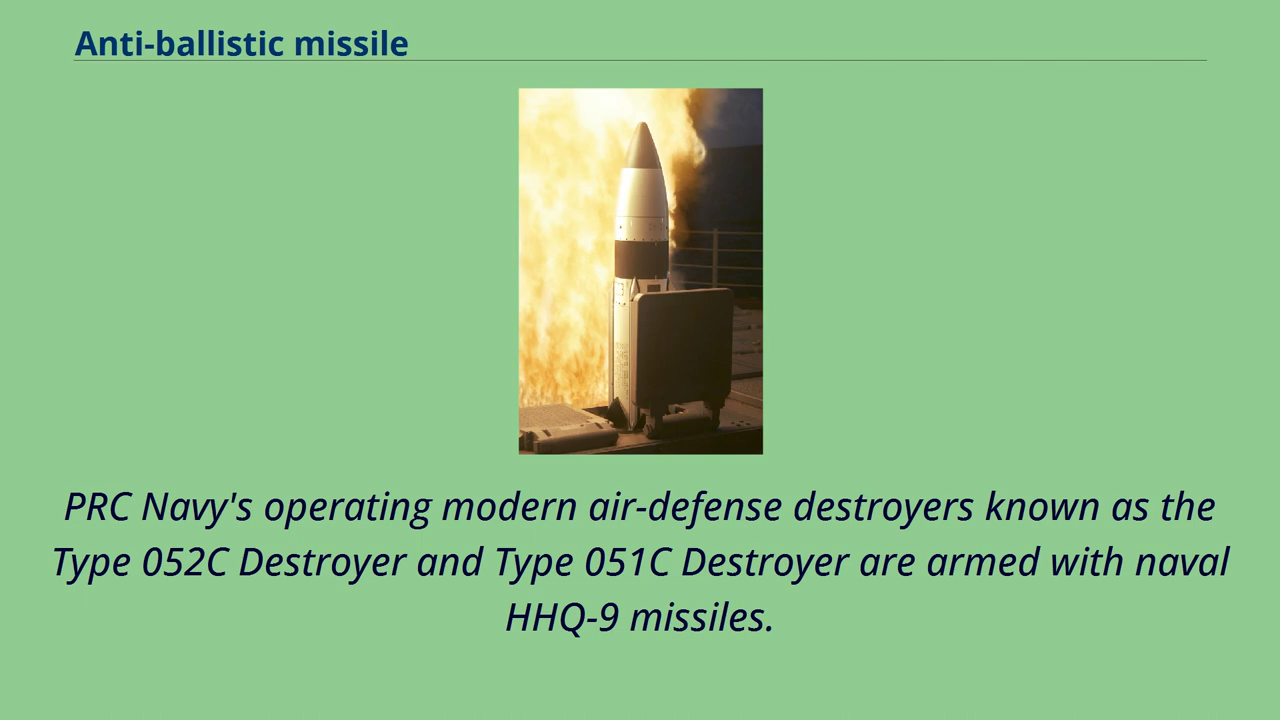 Anti-ballistic missile
PRC Navy's operating modern air-defense destroyers known as the
Type 052C Destroyer and Type 051C Destroyer are armed with naval
HHQ-9 missiles.